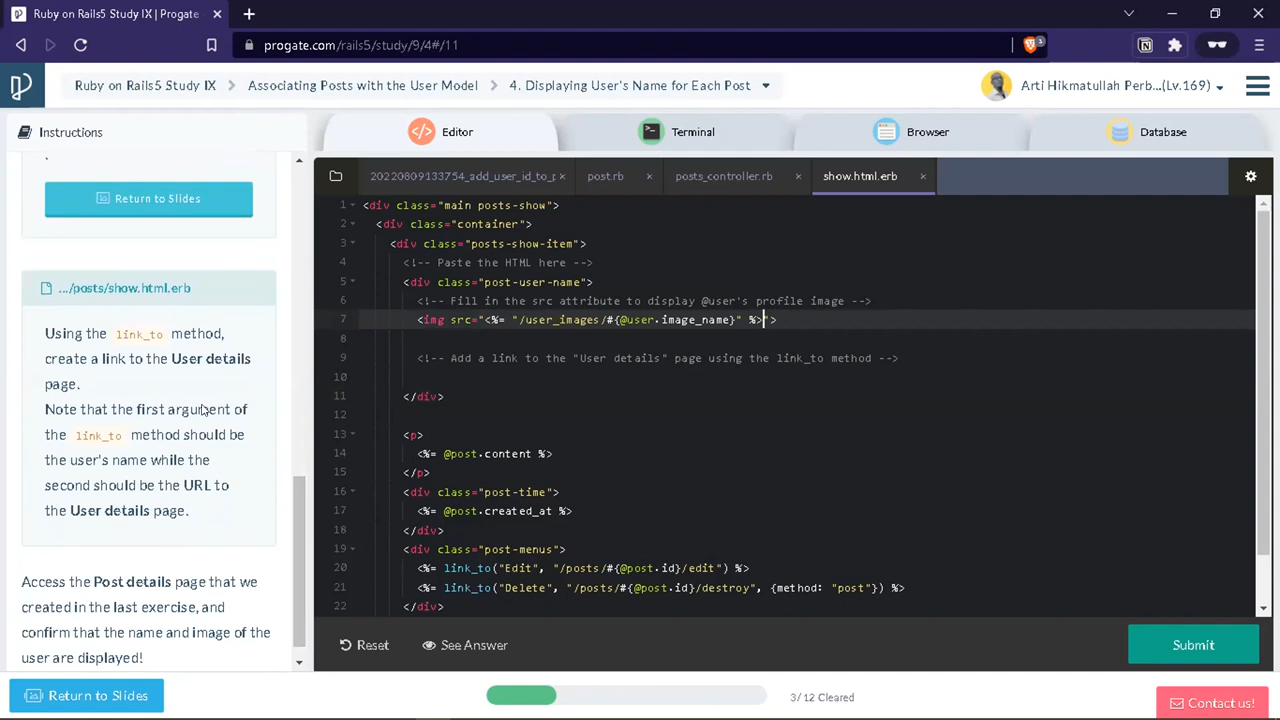 Ruby on Rails5 Study IX | Progate
progate.com/rails5/study/9/4#/11
3
Ruby on Rails5 Study IX
Associating Posts with the User Model
4. Displaying User's Name for Each Post
Arti Hikmatullah Perb...(Lv.169)
Instructions
Editor
Terminal
Browser
Database
Return to Slides
20220809133754_add_user_id_to_p
post.rb
posts_controller.rb
show.html.erb
.../posts/show.html.erb
Using the link_to method,
create a link to the User details
page.
Note that the first argument of
the link_to method should be
the user's name while the
second should be the URL to
the User details page.
Access the Post details page that we
created in the last exercise, and
confirm that the name and image of the
user are displayed!
1 <div class="main posts-show">
2 <div class="container">
3 <div class="posts-show-item">
4 <!-- Paste the HTML here -->
5 <div class="post-user-name">
6 <!-- Fill in the src attribute to display @user's profile image -->
7 <img src="<%= "/user_images/#{@user.image_name}" %>">
8
9 <!-- Add a link to the "User details" page using the link_to method -->
10
11 </div>
12
13 <p>
14 <%= @post.content %>
15 </p>
16 <div class="post-time">
17 <%= @post.created_at %>
18 </div>
19 <div class="post-menus">
20 <%= link_to("Edit", "/posts/#{@post.id}/edit") %>
21 <%= link_to("Delete", "/posts/#{@post.id}/destroy", {method: "post"}) %>
22 </div>
Reset
See Answer
Submit
Return to Slides
3/12 Cleared
Contact us!